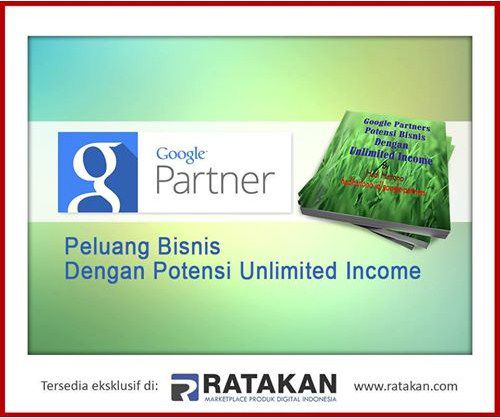 Google
Partner
Google Partners
Potensi Bisnis
Dengan
Unlimited Income
By
Peluang Bisnis
Dengan Potensi Unlimited Income
Tersedia eksklusif di:
RATAKAN
MARKETPLACE PRODUK DIGITAL INDONESIA
www.ratakan.com